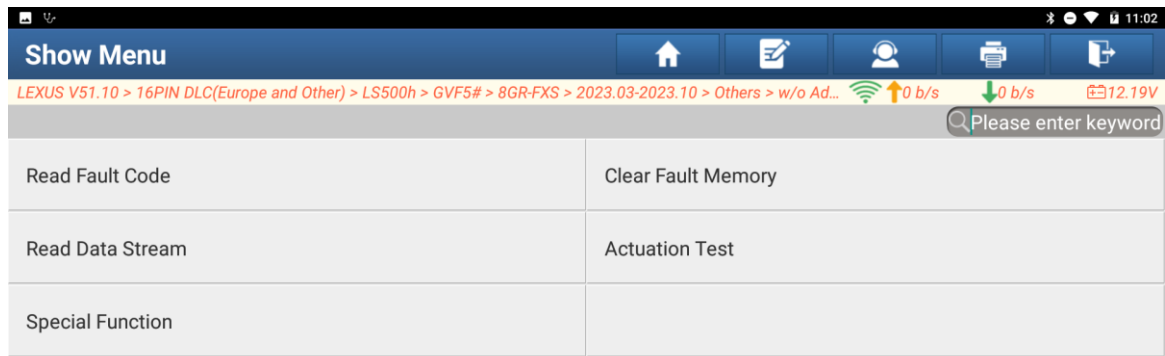 11:02
Show Menu
LEXUS V51.10 > 16PIN DLC(Europe and Other) > LS500h > GVF5# > 8GR-FXS > 2023.03-2023.10 > Others > w/o Ad... 0 b/s 0 b/s 12.19V
Please enter keyword
Read Fault Code Clear Fault Memory
Read Data Stream Actuation Test
Special Function